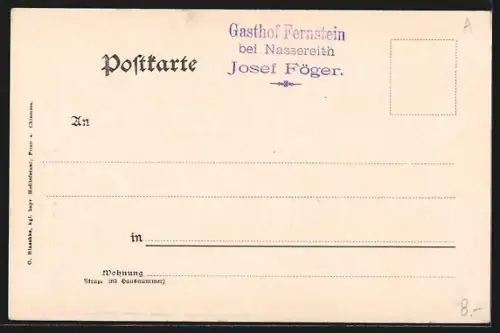 Gasthof Fernstein
bei Nassereith
Josef Föger.
Poſtkarte
A
An
in
Wohnung
(Straße und Hausnummer)
8.-